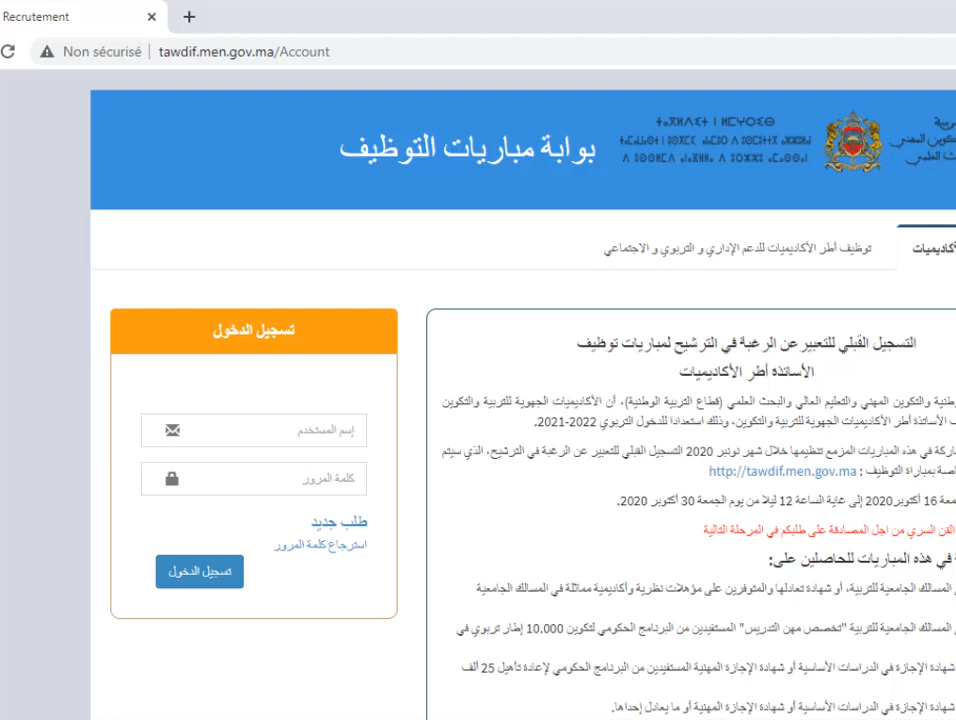 Recrutement
Non sécurisé
tawdif.men.gov.ma/Account
بوابة مباريات التوظيف
توظيف أطر الأكاديميات للدعم الإداري و التربوي و الاجتماعي
تسجيل الدخول
إسم المستخدم
كلمة المرور
طلب جديد
استرجاع كلمة المرور
تسجيل الدخول
التسجيل القبلي للتعبير عن الرغبة في الترشيح لمباريات توظيف
الأساتذة أطر الأكاديميات
والتكوين المهني والتعليم العالي والبحث العلمي (قطاع التربية الوطنية)، أن الأكاديميات الجهوية للتربية والتكوين
الأساتذة أطر الأكاديميات الجهوية للتربية والتكوين، وذلك استعدادا للدخول التربوي 2022-2021.
في هذه المباريات المزمع تنظيمها خلال شهر نونبر 2020 التسجيل القبلي للتعبير عن الرغبة في الترشيح، الذي سيتم
بمباراة التوظيف : http://tawdif.men.gov.ma
16 أكتوبر2020 إلى غاية الساعة 12 ليلا من يوم الجمعة 30 أكتوبر 2020.
القن السري من اجل المصادقة على طلبكم في المرحلة التالية
في هذه المباريات للحاصلين على:
المسالك الجامعية للتربية، أو شهادة تعادلها والمتوفرين على مؤهلات نظرية وأكاديمية مماثلة في المسالك الجامعية
المسالك الجامعية للتربية "تخصص مهن التدريس" المستفيدين من البرنامج الحكومي لتكوين 10.000 إطار تربوي في
شهادة الإجازة في الدراسات الأساسية أو شهادة الإجازة المهنية المستفيدين من البرنامج الحكومي لإعادة تأهيل 25 ألف
شهادة الإجازة في الدراسات الأساسية أو شهادة الإجازة المهنية أو ما يعادل إحداها.